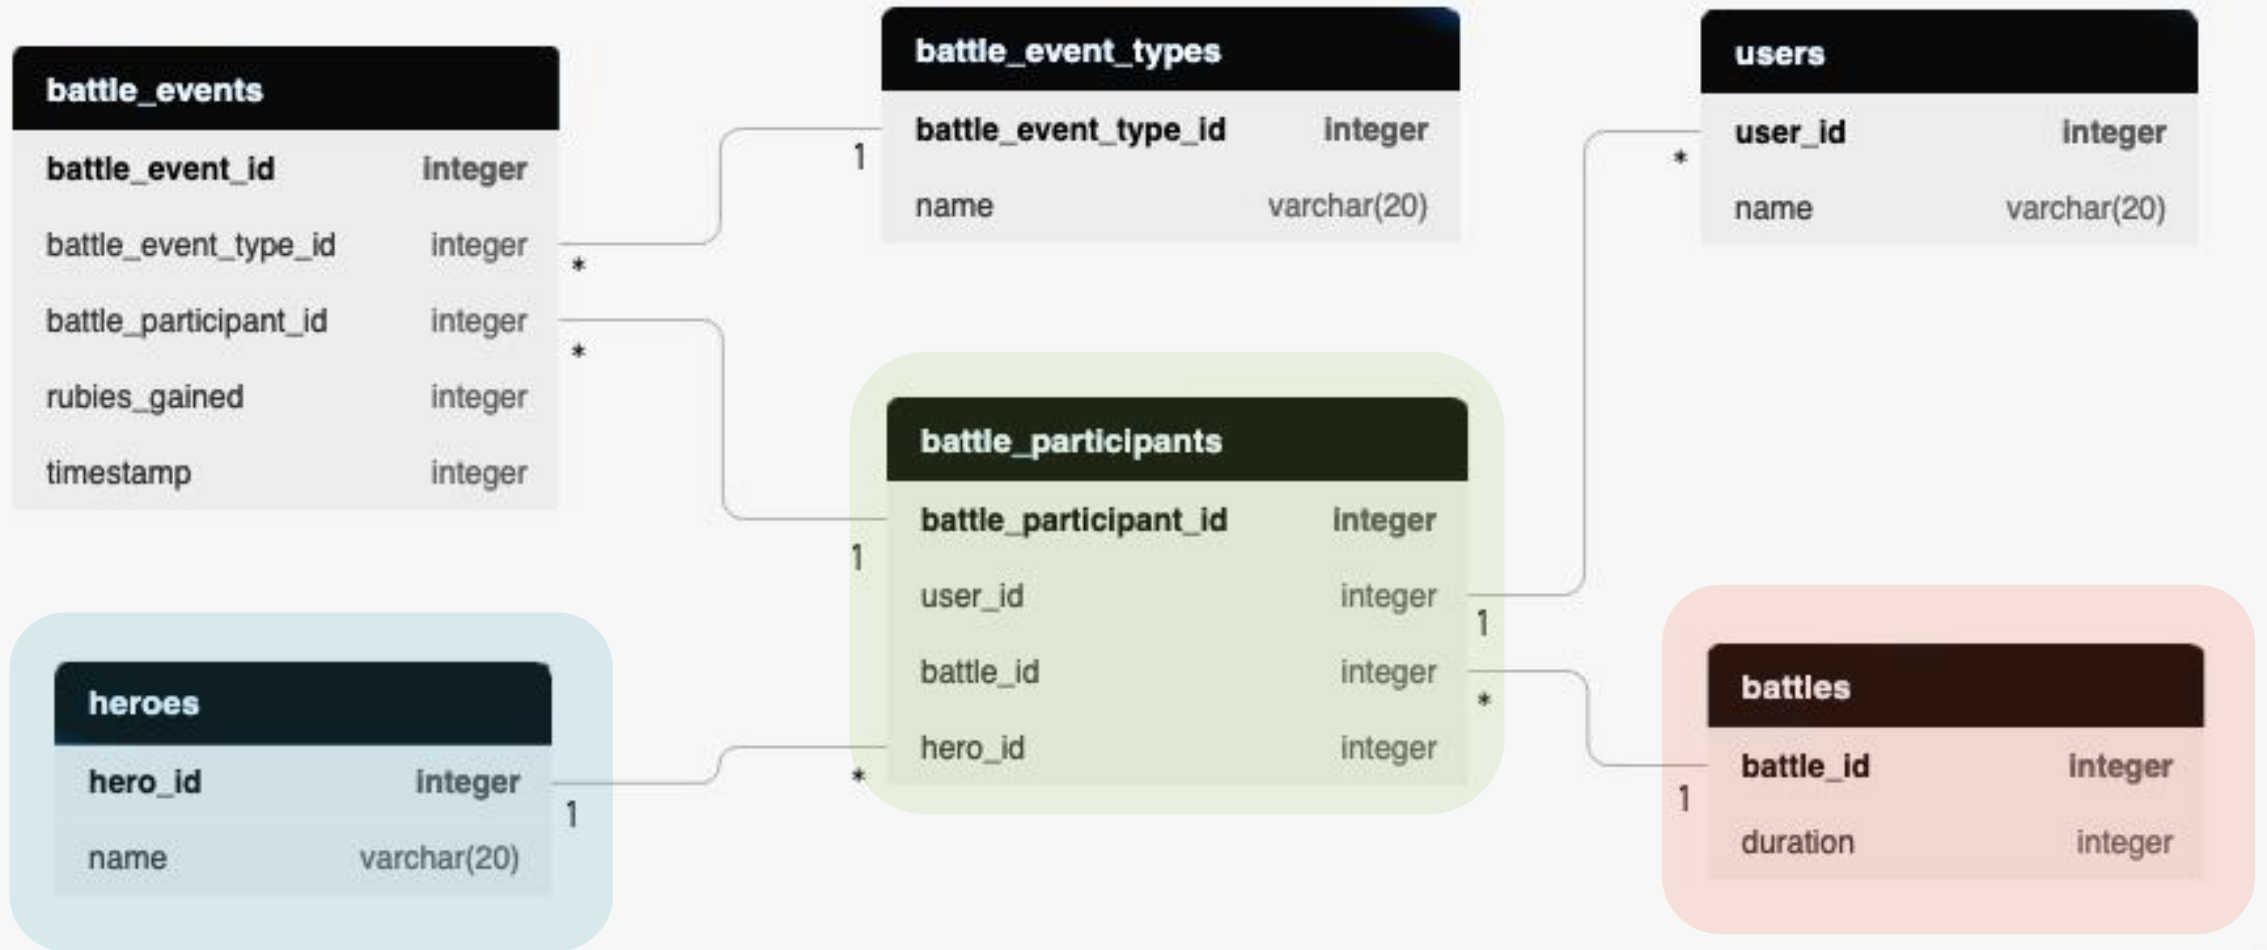 battle_events
battle_event_id integer
battle_event_type_id integer
*
battle_participant_id integer
*
rubies_gained integer
timestamp integer
battle_event_types
battle_event_type_id integer
1
name varchar(20)
users
user_id integer
*
name varchar(20)
battle_participants
battle_participant_id integer
1
user_id integer
1
battle_id integer
*
hero_id integer
*
heroes
hero_id integer
1
name varchar(20)
battles
battle_id integer
1
duration integer